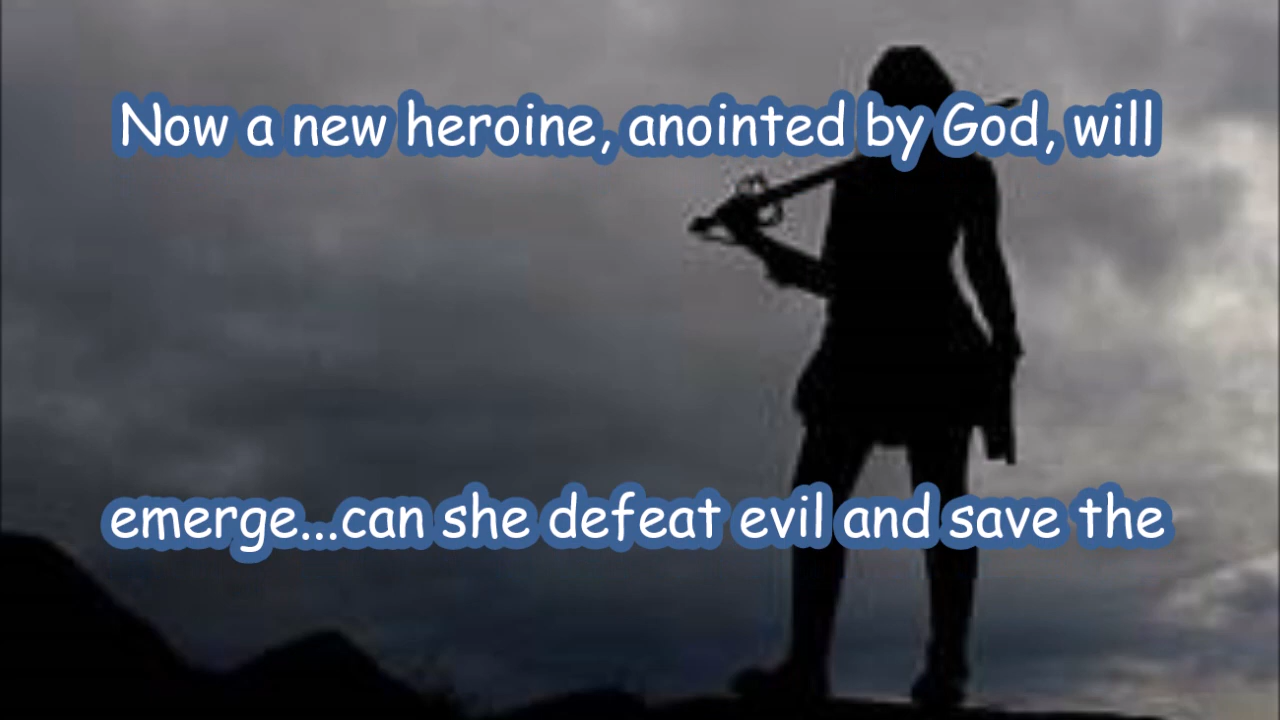 Now a new heroine, anointed by God, will
emerge...can she defeat evil and save the